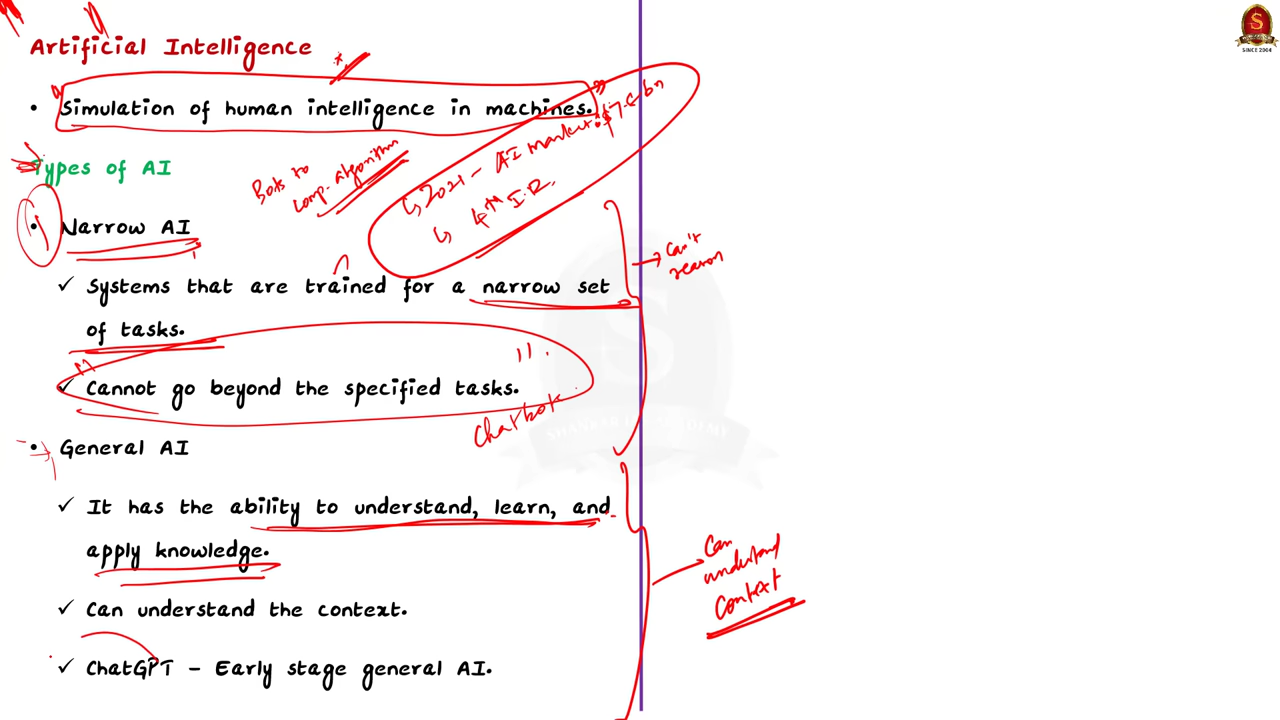 Artificial Intelligence
• Simulation of human intelligence in machines.
↳ 2021 - AI market
↳ 4th I.R.
Bots to
comp. algorithm
Types of AI
• Narrow AI
✓ Systems that are trained for a narrow set
of tasks.
✓ Cannot go beyond the specified tasks.
Chatbot
→ Can't
reason
• General AI
✓ It has the ability to understand, learn, and
apply knowledge.
✓ Can understand the context.
✓ ChatGPT - Early stage general AI.
Can
understand
Context
S
SINCE 2004